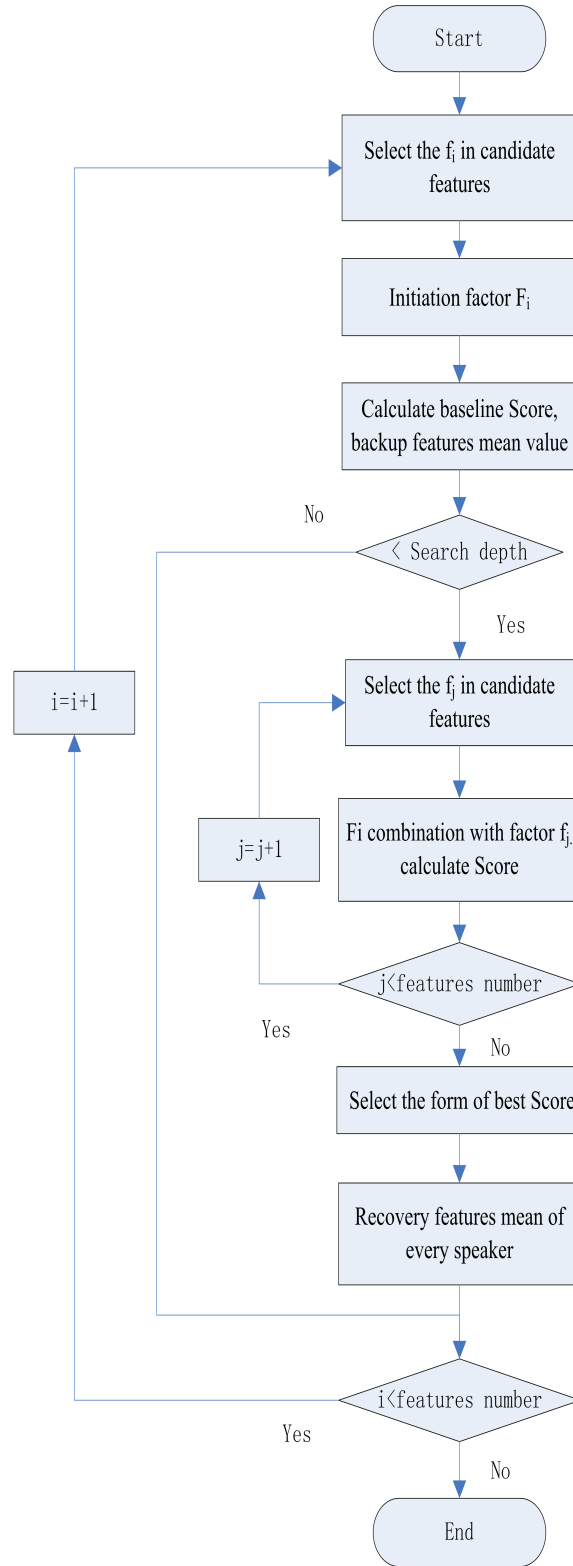 Start
Select the fi in candidate
features
Initiation factor Fi
Calculate baseline Score,
backup features mean value
No
< Search depth
Yes
Select the fj in candidate
features
i=i+1
Fi combination with factor fj.
calculate Score
j=j+1
j<features number
Yes
No
Select the form of best Score
Recovery features mean of
every speaker
i<features number
Yes
No
End